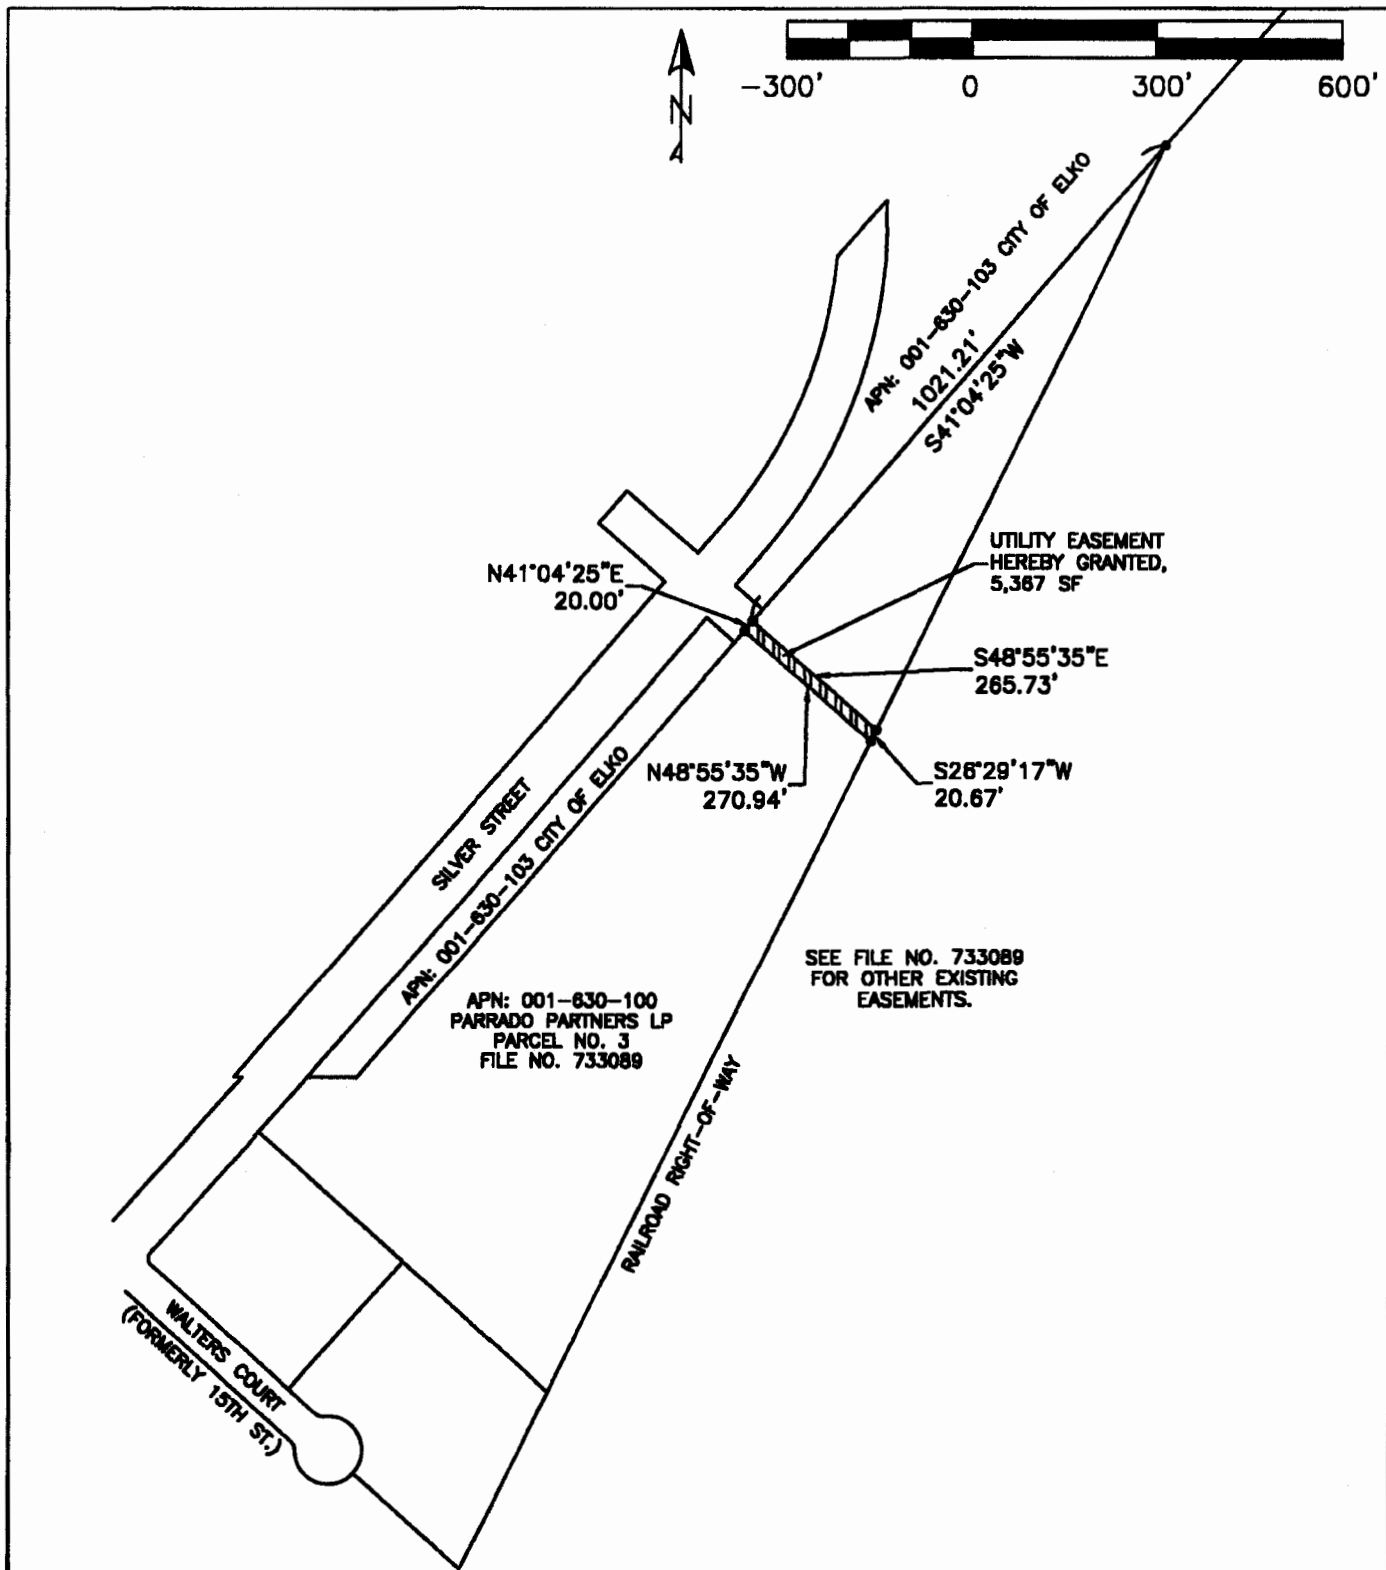 N
-300' 0 300' 600'
APN: 001-630-103 CITY OF ELKO
1021.21'
S41°04'25"W
UTILITY EASEMENT
HEREBY GRANTED,
5,367 SF
N41°04'25"E
20.00'
S48°55'35"E
265.73'
N48°55'35"W
270.94'
S26°29'17"W
20.67'
SILVER STREET
APN: 001-630-103 CITY OF ELKO
SEE FILE NO. 733089
FOR OTHER EXISTING
EASEMENTS.
APN: 001-630-100
PARRADO PARTNERS LP
PARCEL NO. 3
FILE NO. 733089
RAILROAD RIGHT-OF-WAY
WALTERS COURT
(FORMERLY 15TH ST.)